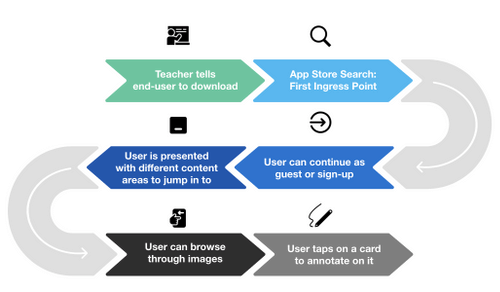 Teacher tells
end-user to download
App Store Search:
First Ingress Point
User can continue as
guest or sign-up
User is presented
with different content
areas to jump in to
User can browse
through images
User taps on a card
to annotate on it